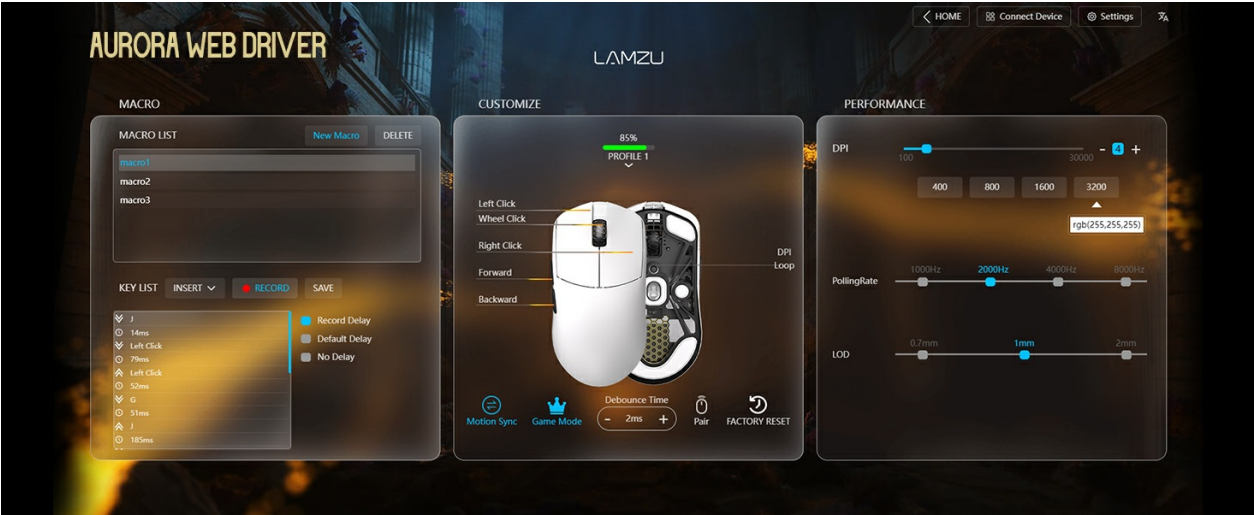 HOME
Connect Device
Settings
AURORA WEB DRIVER
LAMZU
MACRO
MACRO LIST
New Macro
DELETE
macro1
macro2
macro3
KEY LIST
INSERT
RECORD
SAVE
J
14ms
Left Click
79ms
Left Click
52ms
G
51ms
J
185ms
Record Delay
Default Delay
No Delay
CUSTOMIZE
85%
PROFILE 1
Left Click
Wheel Click
Right Click
Forward
Backward
DPI
Loop
Motion Sync
Game Mode
Debounce Time
- 2ms +
Pair
FACTORY RESET
PERFORMANCE
DPI
100
30000
- 4 +
400
800
1600
3200
rgb(255,255,255)
PollingRate
1000Hz
2000Hz
4000Hz
8000Hz
LOD
0.7mm
1mm
2mm